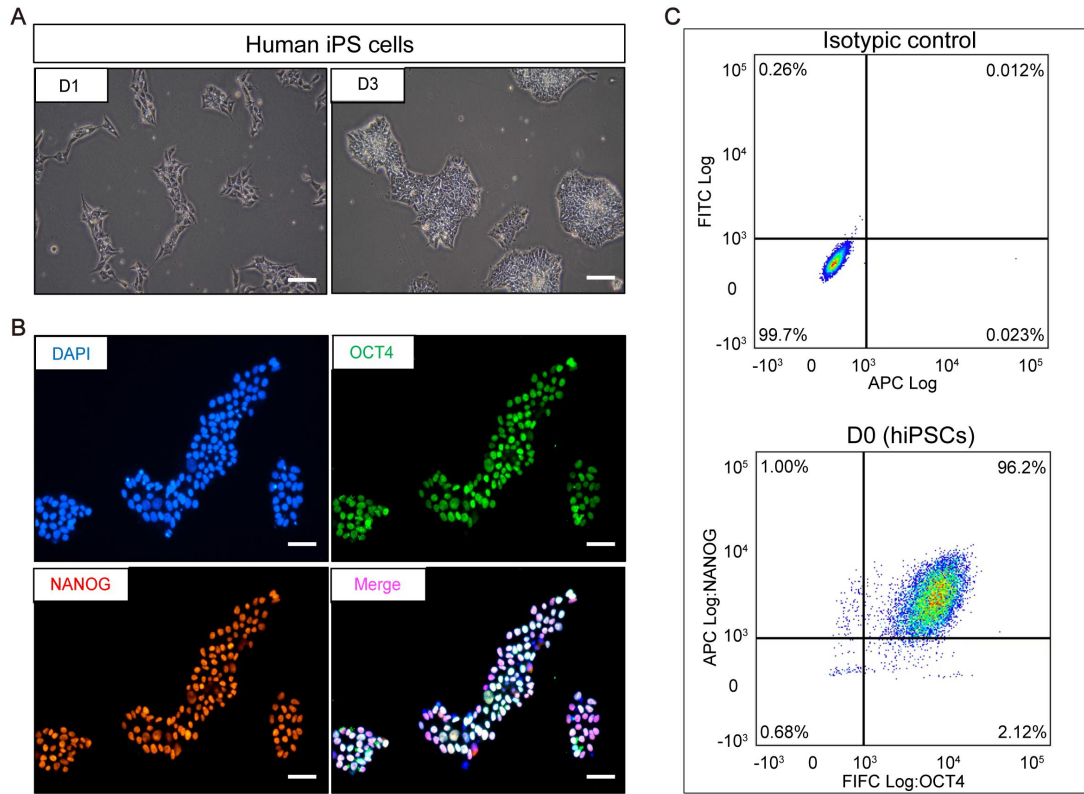 A
Human iPS cells
D1
D3
B
DAPI
OCT4
NANOG
Merge
C
Isotypic control
0.26%
0.012%
99.7%
0.023%
10⁵
10⁴
10³
0
-10³
FITC Log
-10³
0
10³
10⁴
10⁵
APC Log
D0 (hiPSCs)
1.00%
96.2%
0.68%
2.12%
10⁵
10⁴
10³
0
-10³
APC Log:NANOG
-10³
0
10³
10⁴
10⁵
FIFC Log:OCT4